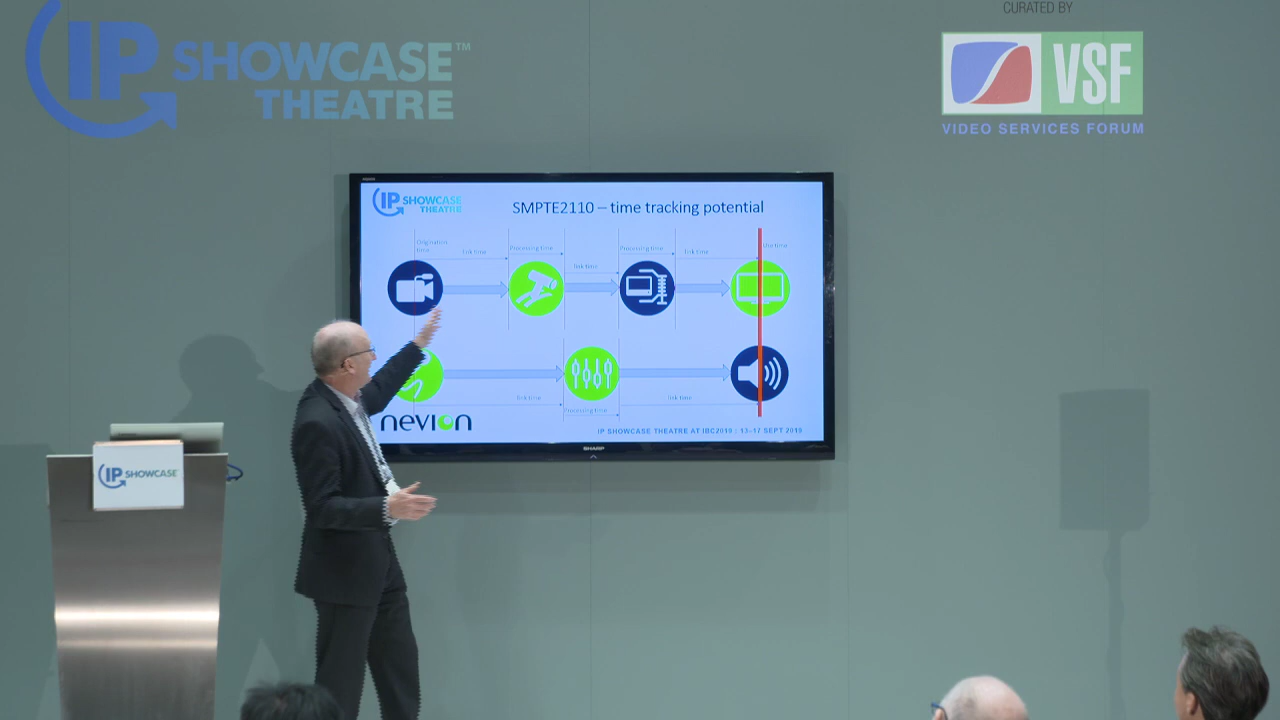 CURATED BY
IP SHOWCASE™
THEATRE
VSF
VIDEO SERVICES FORUM
IP SHOWCASE
THEATRE
SMPTE2110 – time tracking potential
Origination
time
Link time
Processing time
Link time
Processing time
Link time
Use time
Link time
Processing time
Link time
nevion
IP SHOWCASE THEATRE AT IBC2019 : 13-17 SEPT 2019
SHARP
IP SHOWCASE